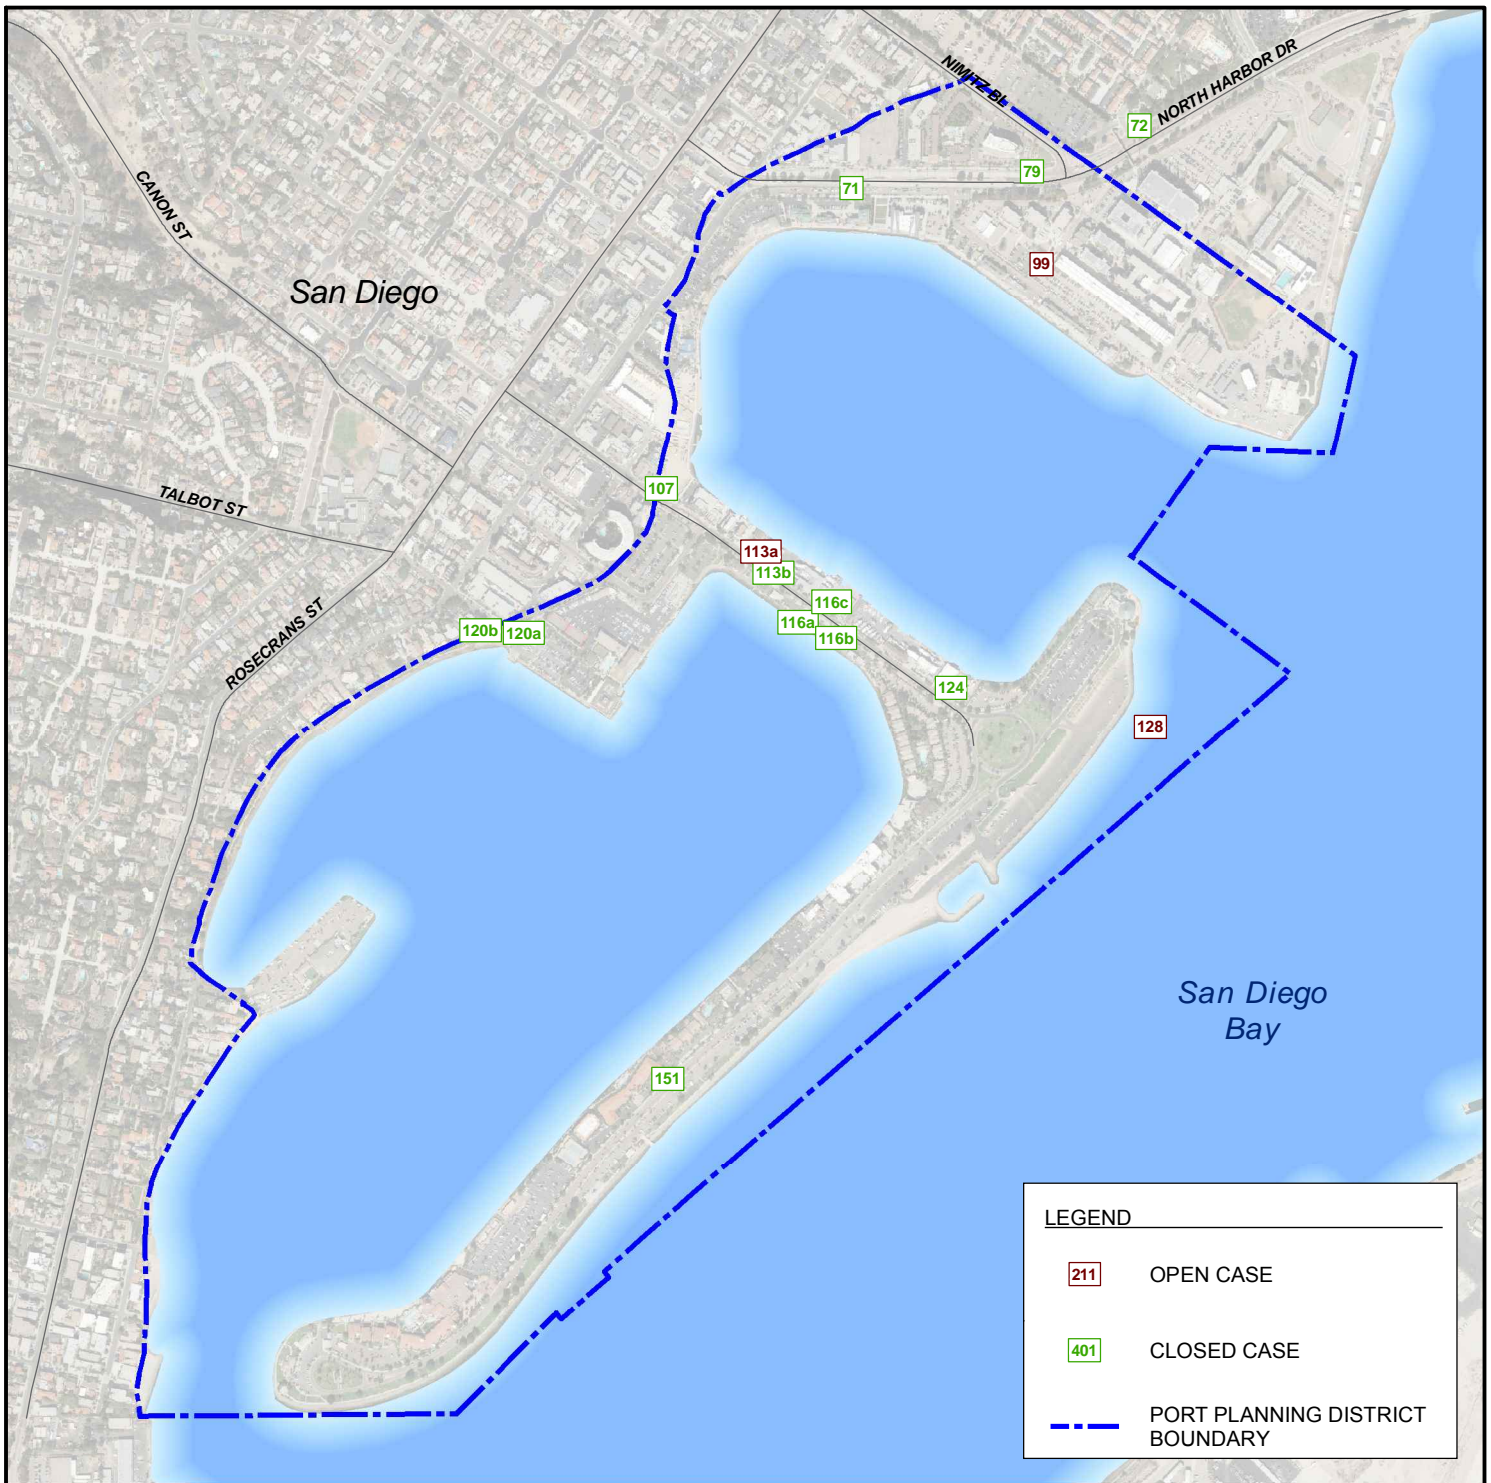 NIMITZ BL
NORTH HARBOR DR
72
79
71
CANON ST
99
San Diego
107
TALBOT ST
113a
113b
116c
116a
116b
120b
120a
ROSECRANS ST
124
128
San Diego
Bay
151
LEGEND
211 OPEN CASE
401 CLOSED CASE
PORT PLANNING DISTRICT
BOUNDARY